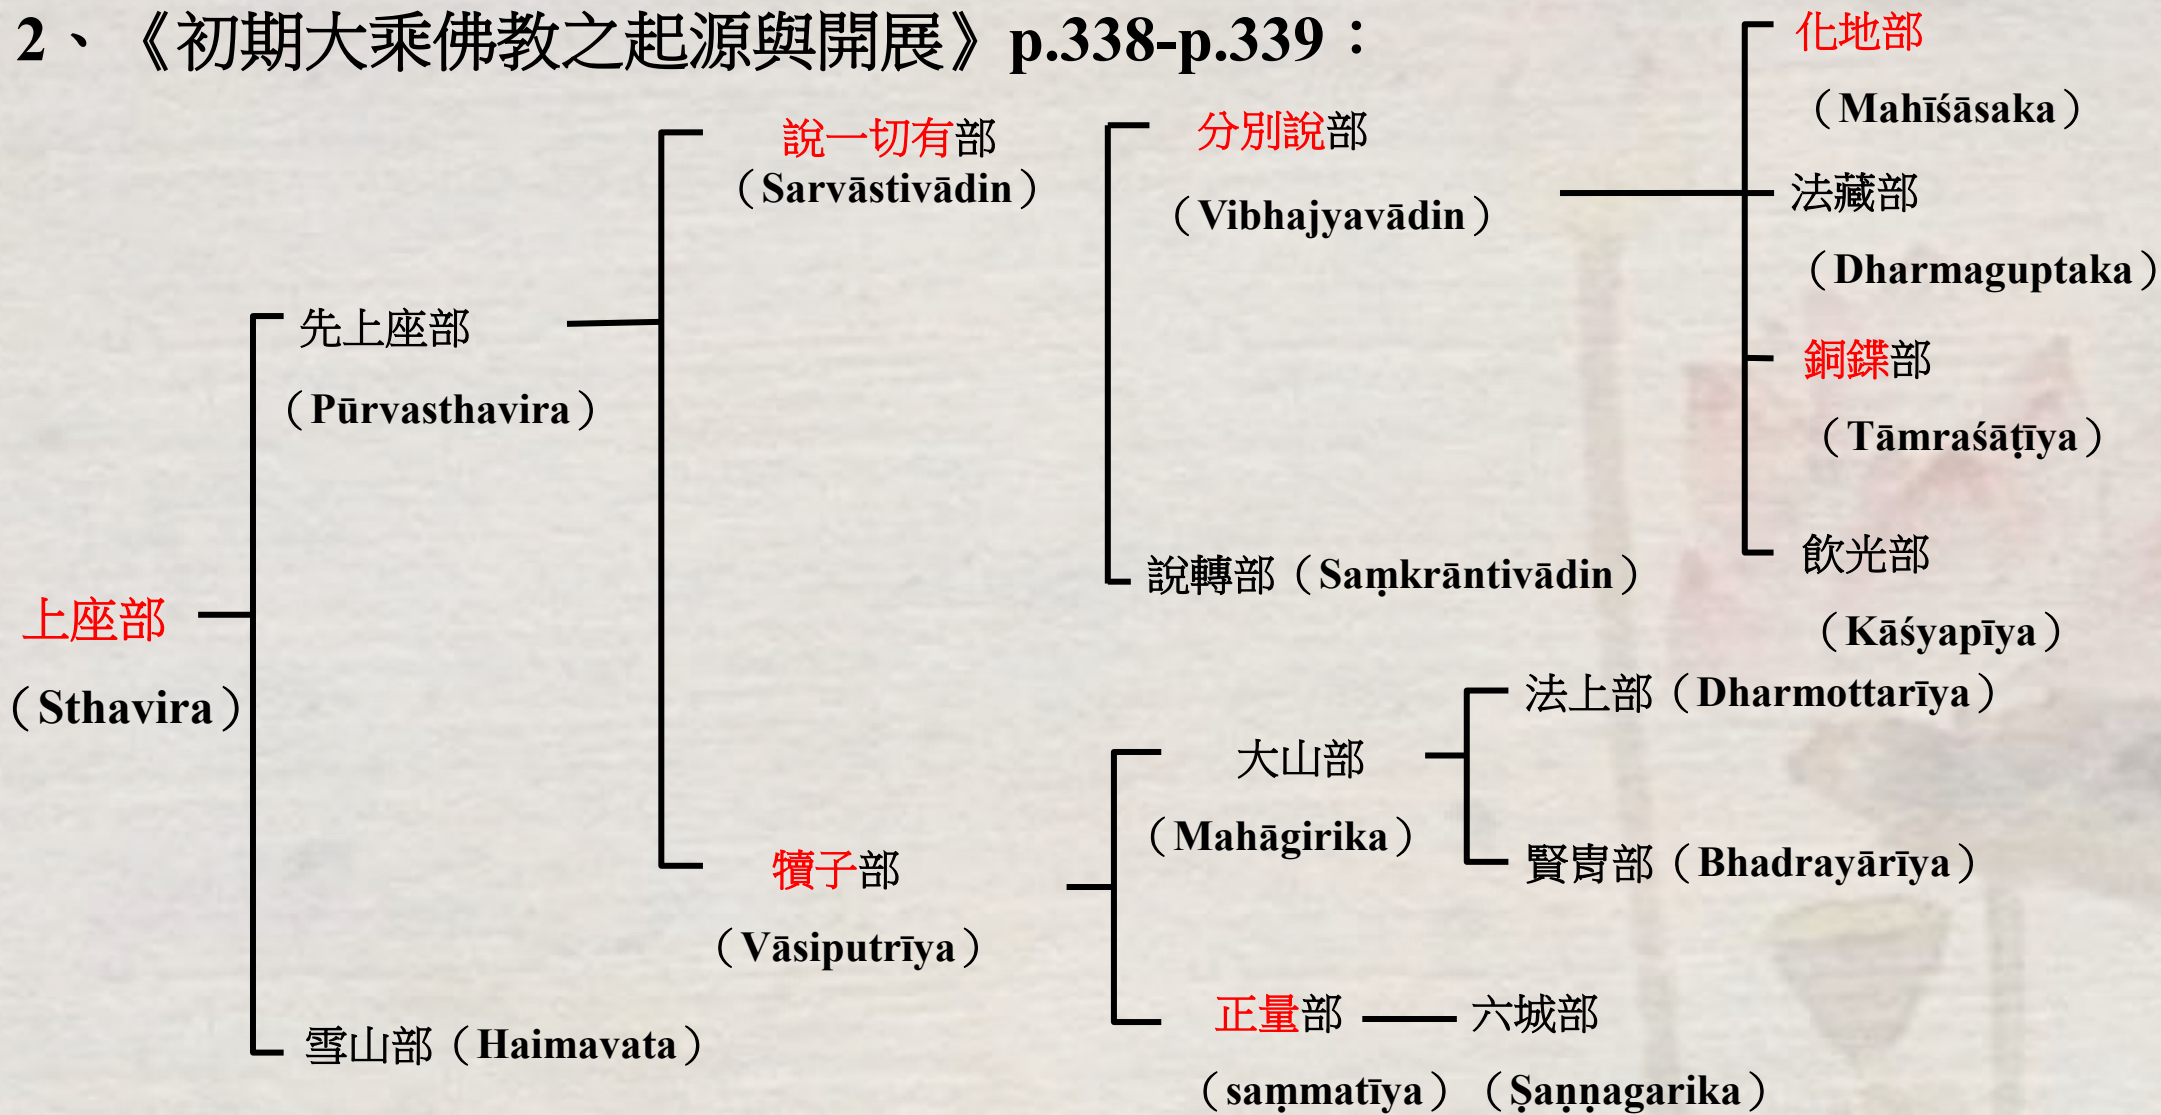 2、《初期大乘佛教之起源與開展》p.338-p.339：
化地部
（Mahīśāsaka）
說一切有部
（Sarvāstivādin）
分別說部
（Vibhajyavādin）
法藏部
（Dharmaguptaka）
先上座部
（Pūrvasthavira）
銅鍱部
（Tāmraśāṭīya）
飲光部
（Kāśyapīya）
說轉部（Saṃkrāntivādin）
上座部
（Sthavira）
法上部（Dharmottarīya）
大山部
（Mahāgirika）
賢冑部（Bhadrayārīya）
犢子部
（Vāsiputrīya）
正量部
六城部
（saṃmatīya）（Ṣaṇṇagarika）
雪山部（Haimavata）